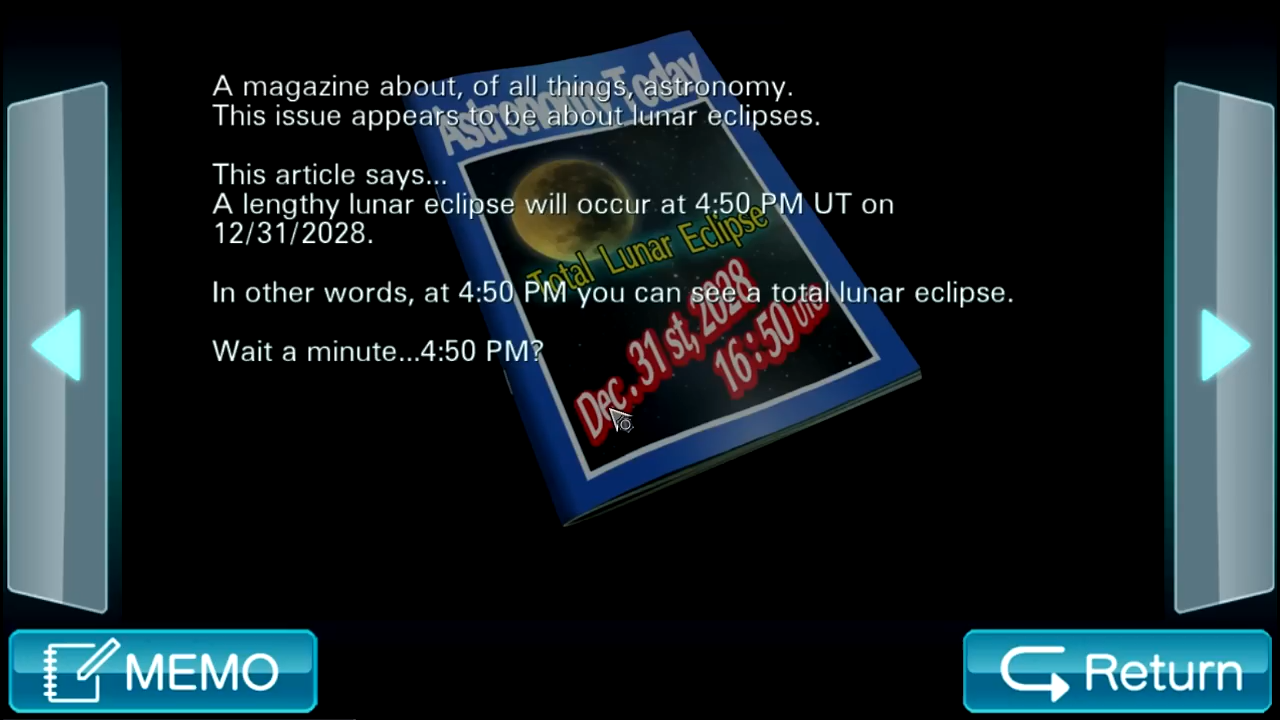 A magazine about, of all things, astronomy.
This issue appears to be about lunar eclipses.
This article says...
A lengthy lunar eclipse will occur at 4:50 PM UT on
12/31/2028.
In other words, at 4:50 PM you can see a total lunar eclipse.
Wait a minute...4:50 PM?
Astronomy Today
Total Lunar Eclipse
Dec. 31st, 2028
16:50 UTC
MEMO
Return